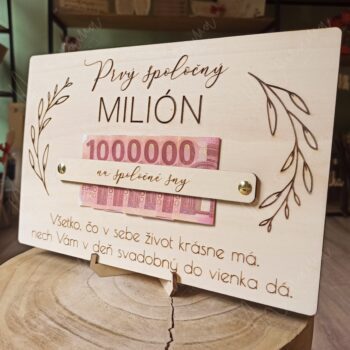 Prvý spoločný
MILIÓN
1000000
na spoločné sny
Všetko, čo v sebe život krásne má,
nech Vám v deň svadobný do vienka dá.